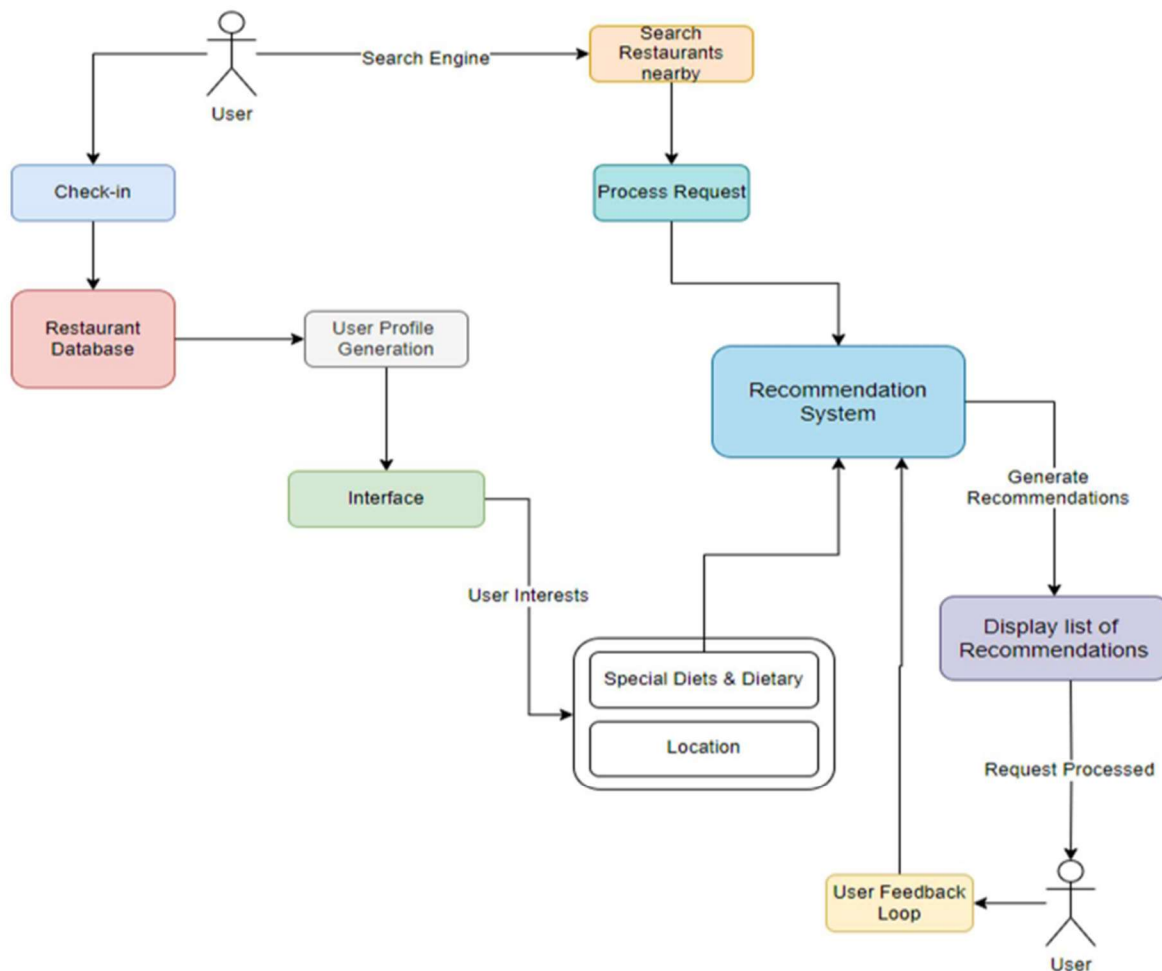 Search
Restaurants
nearby
Search Engine
User
Check-in
Process Request
Restaurant
Database
User Profile
Generation
Recommendation
System
Interface
Generate
Recommendations
User Interests
Display list of
Recommendations
Special Diets & Dietary
Location
Request Processed
User Feedback
Loop
User